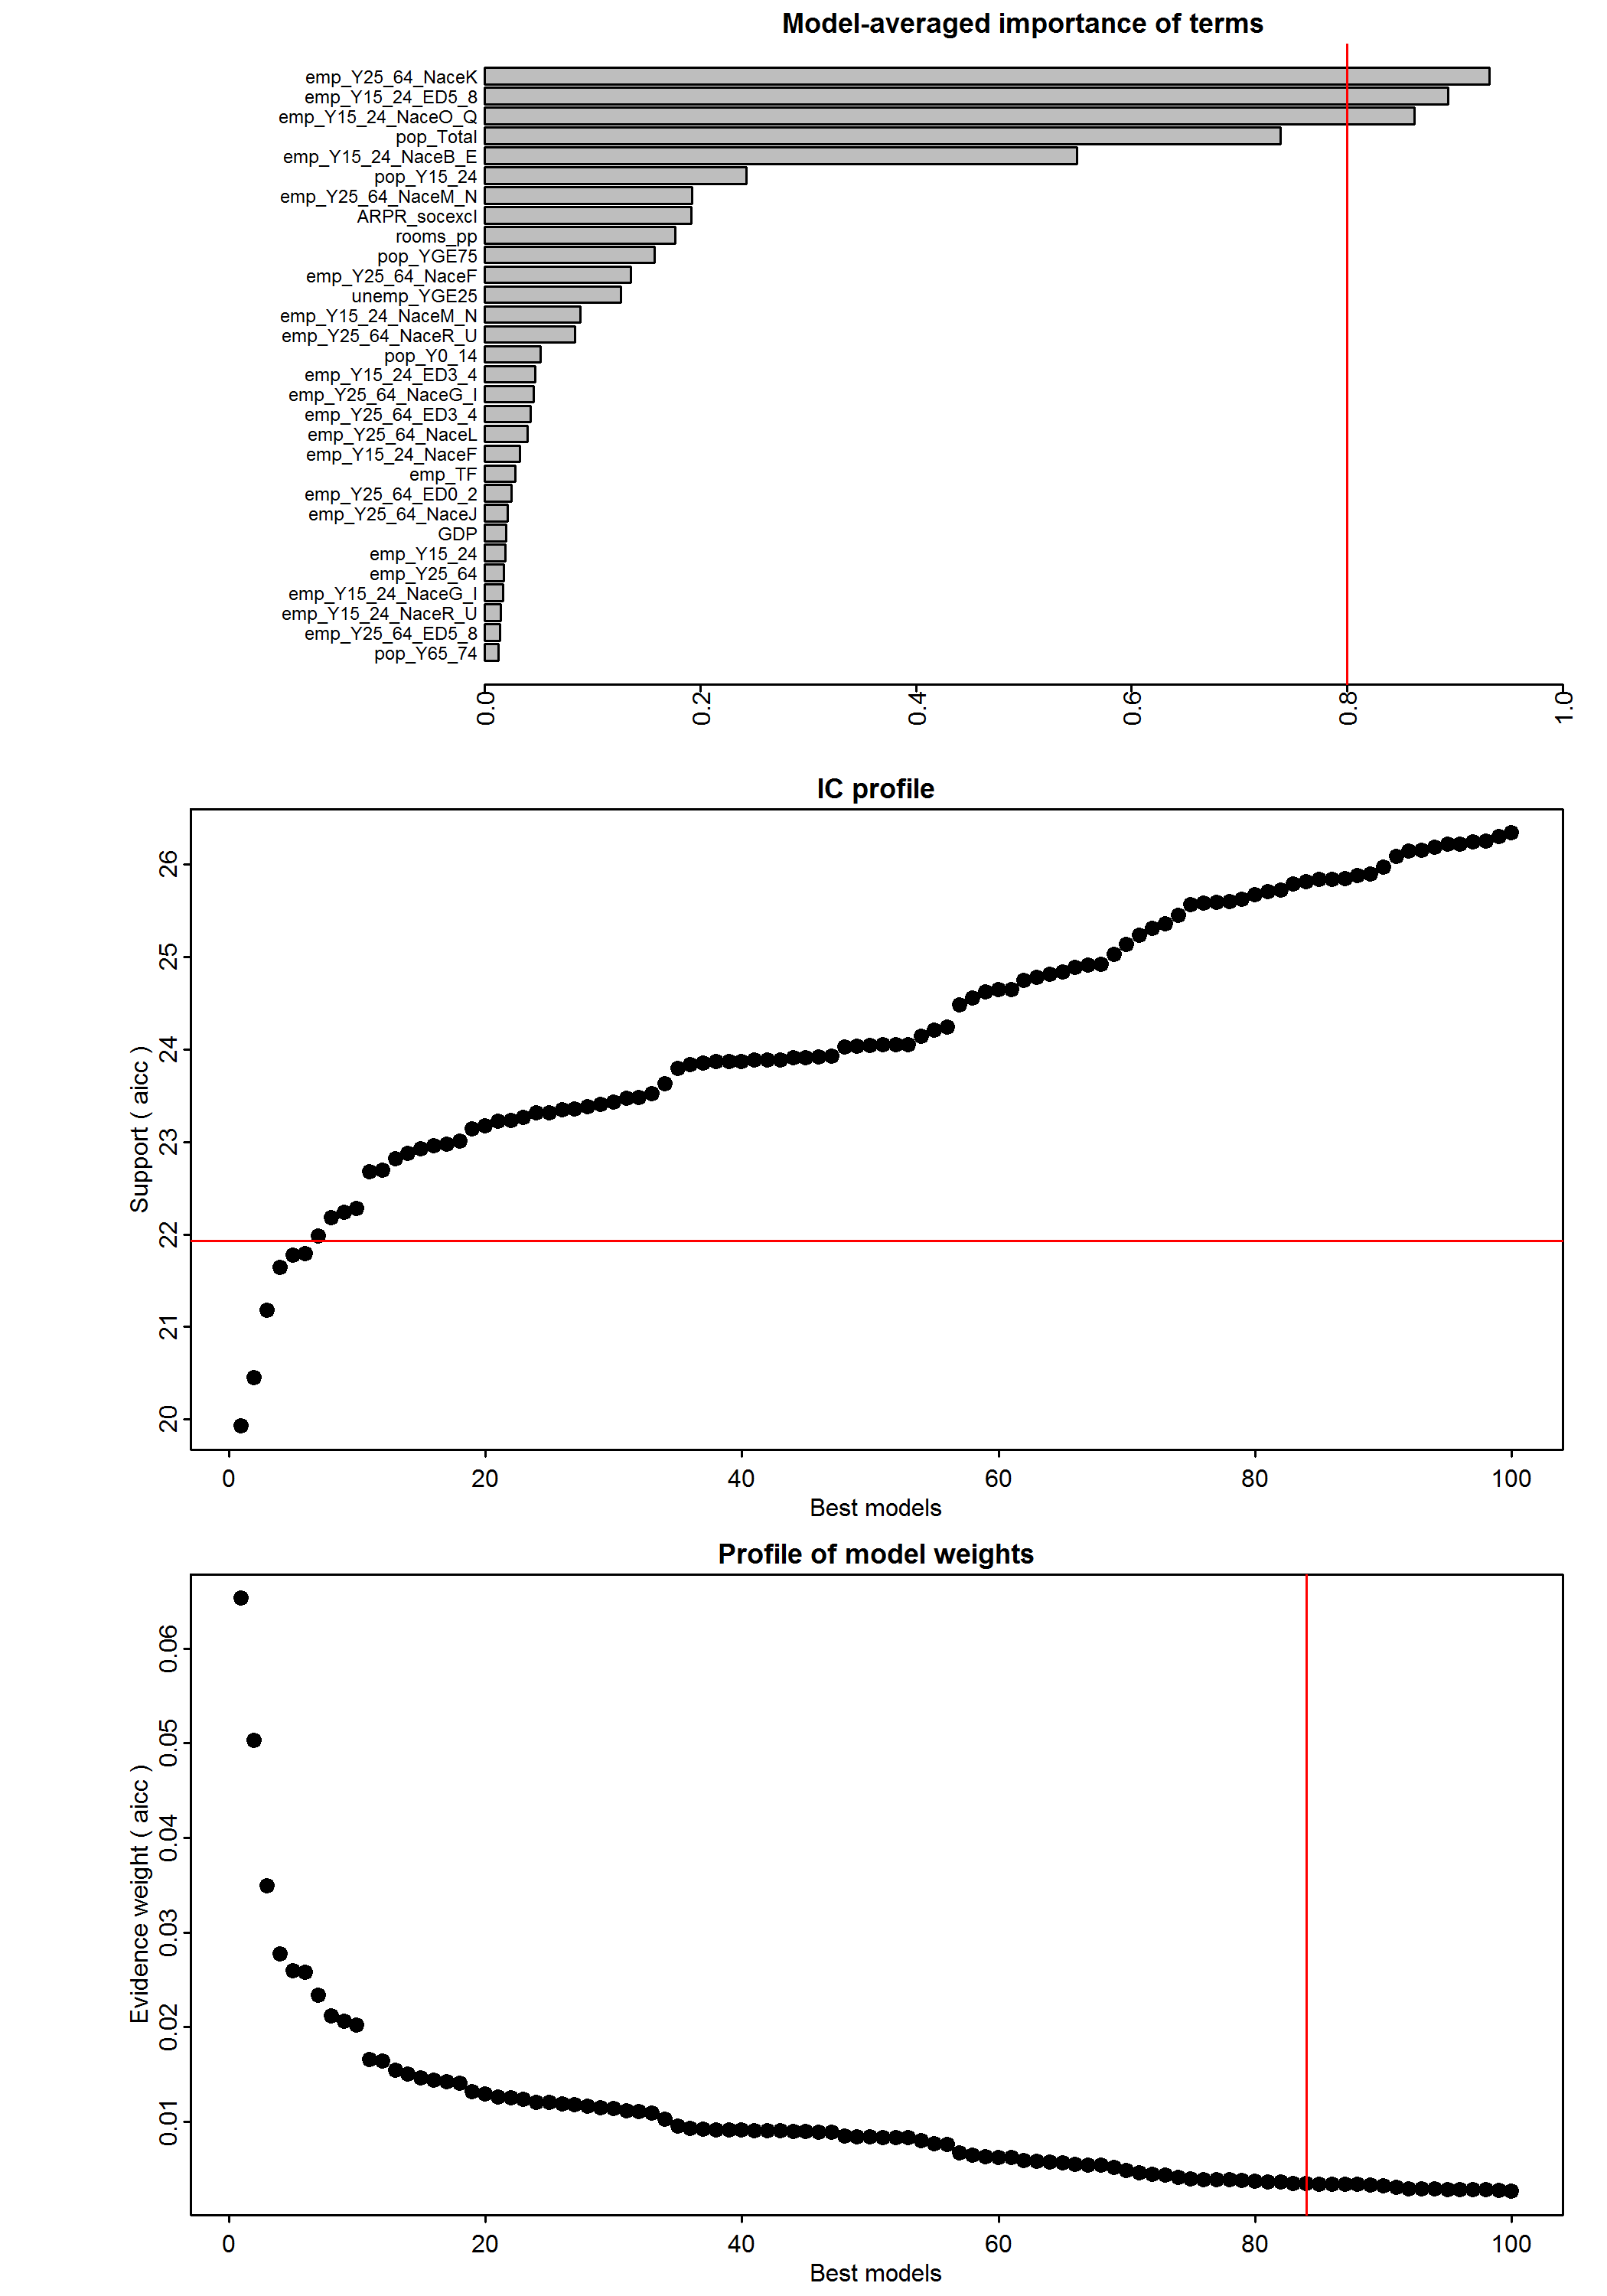 Model-averaged importance of terms
emp_Y25_64_NaceK
emp_Y15_24_ED5_8
emp_Y15_24_NaceO_Q
pop_Total
emp_Y15_24_NaceB_E
pop_Y15_24
emp_Y25_64_NaceM_N
ARPR_socexcl
rooms_pp
pop_YGE75
emp_Y25_64_NaceF
unemp_YGE25
emp_Y15_24_NaceM_N
emp_Y25_64_NaceR_U
pop_Y0_14
emp_Y15_24_ED3_4
emp_Y25_64_NaceG_I
emp_Y25_64_ED3_4
emp_Y25_64_NaceL
emp_Y15_24_NaceF
emp_TF
emp_Y25_64_ED0_2
emp_Y25_64_NaceJ
GDP
emp_Y15_24
emp_Y25_64
emp_Y15_24_NaceG_I
emp_Y15_24_NaceR_U
emp_Y25_64_ED5_8
pop_Y65_74
0.0 0.2 0.4 0.6 0.8 1.0
IC profile
Support ( aicc )
26
25
24
23
22
21
20
0 20 40 60 80 100
Best models
Profile of model weights
Evidence weight ( aicc )
0.06
0.05
0.04
0.03
0.02
0.01
0 20 40 60 80 100
Best models